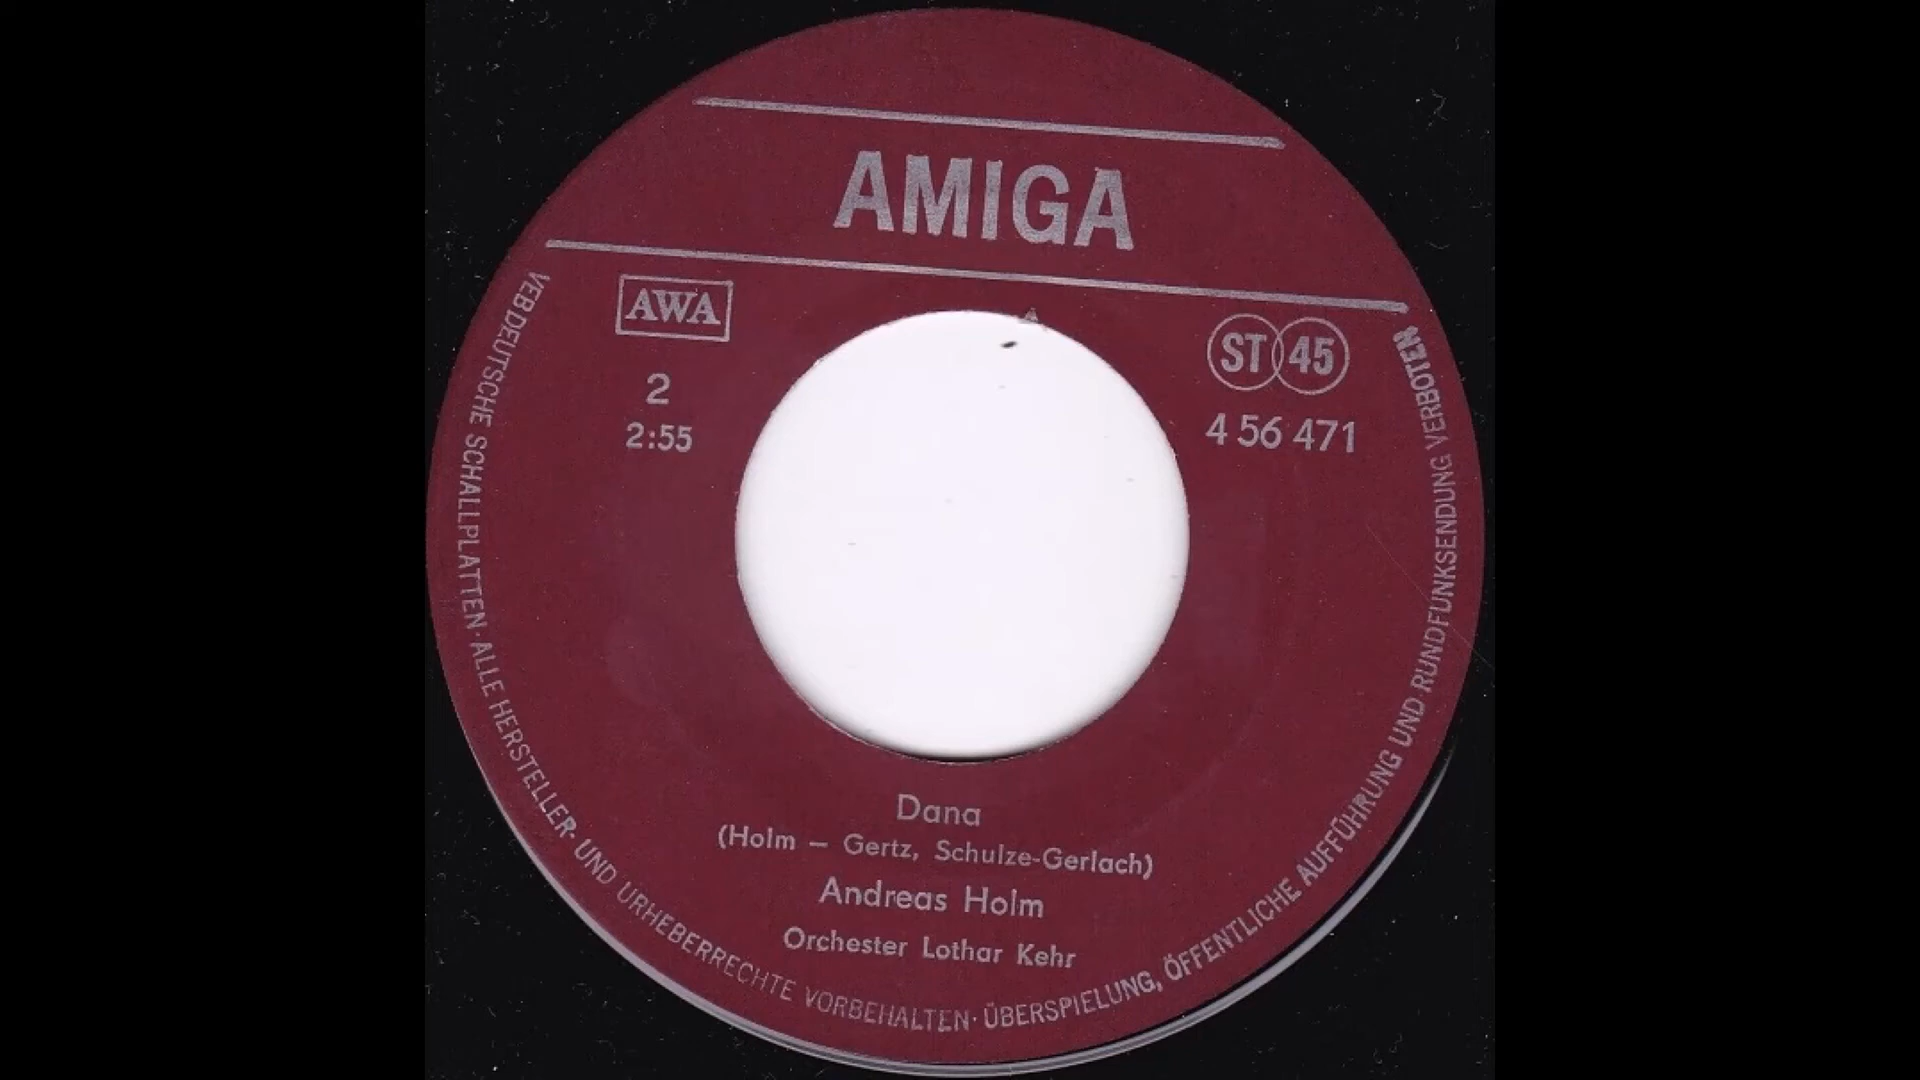 AMIGA
AWA
2
2:55
ST 45
4 56 471
Dana
(Holm – Gertz, Schulze-Gerlach)
Andreas Holm
Orchester Lothar Kehr
VEB DEUTSCHE SCHALLPLATTEN · ALLE HERSTELLER- UND URHEBERRECHTE VORBEHALTEN · ÜBERSPIELUNG, ÖFFENTLICHE AUFFÜHRUNG UND RUNDFUNKSENDUNG VERBOTEN